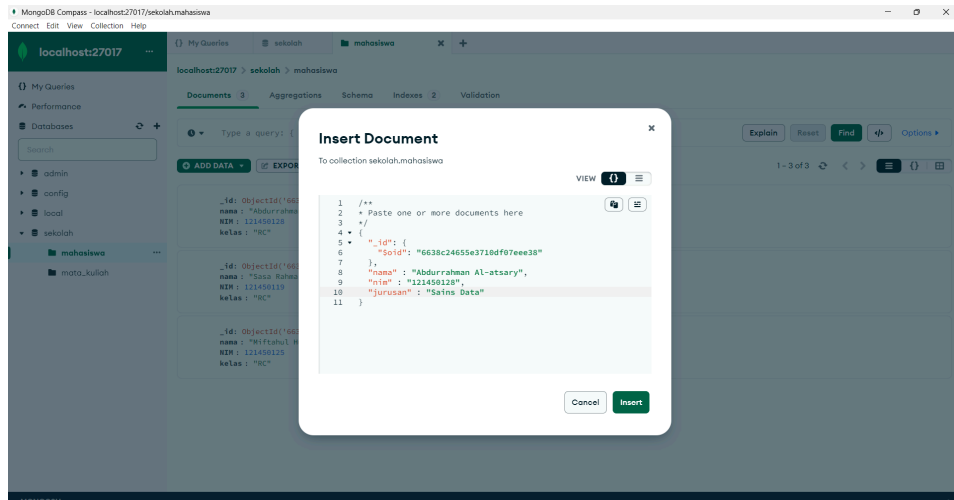 MongoDB Compass - localhost:27017/sekolah.mahasiswa
Connect Edit View Collection Help
localhost:27017
My Queries
Performance
Databases
Search
admin
config
local
sekolah
mahasiswa
mata_kuliah
{} My Queries sekolah mahasiswa
localhost:27017 > sekolah > mahasiswa
Documents 3 Aggregations Schema Indexes 2 Validation
Type a query: {
Explain Reset Find </> Options
ADD DATA EXPOR
1 – 3 of 3
_id: ObjectId('663
nama : "Abdurrahma
NIM : 121450128
kelas : "RC"
_id: ObjectId('663
nama : "Sasa Rahma
NIM : 121450119
kelas : "RC"
_id: ObjectId('663
nama : "Miftahul H
NIM : 121450125
kelas : "RC"
Insert Document
To collection sekolah.mahasiswa
VIEW {}
1 /**
2 * Paste one or more documents here
3 */
4 {
5 "_id": {
6 "$oid": "6638c24655e3710df07eee38"
7 },
8 "nama" : "Abdurrahman Al-atsary",
9 "nim" : "121450128",
10 "jurusan" : "Sains Data"
11 }
Cancel Insert